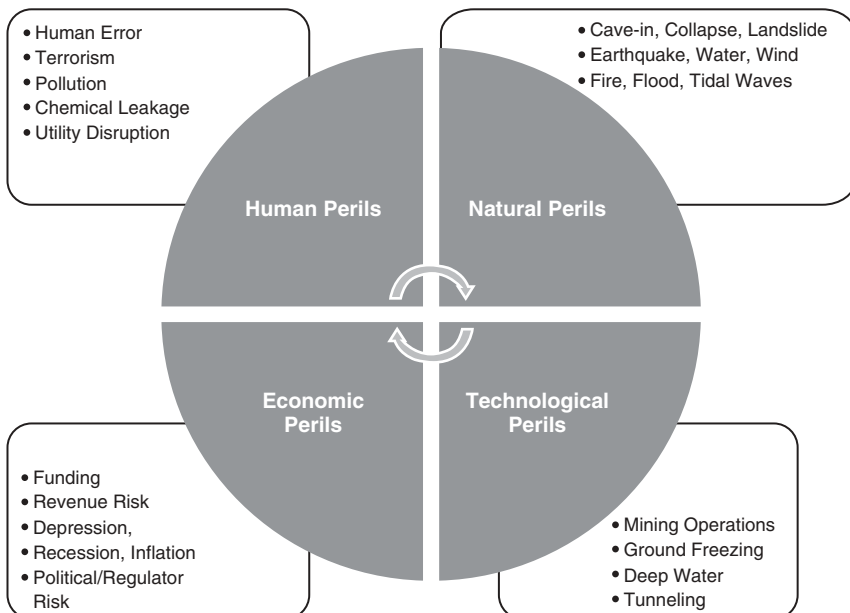 • Human Error
• Terrorism
• Pollution
• Chemical Leakage
• Utility Disruption
• Cave-in, Collapse, Landslide
• Earthquake, Water, Wind
• Fire, Flood, Tidal Waves
Human Perils
Natural Perils
Economic
Perils
Technological
Perils
• Funding
• Revenue Risk
• Depression,
• Recession, Inflation
• Political/Regulator
Risk
• Mining Operations
• Ground Freezing
• Deep Water
• Tunneling